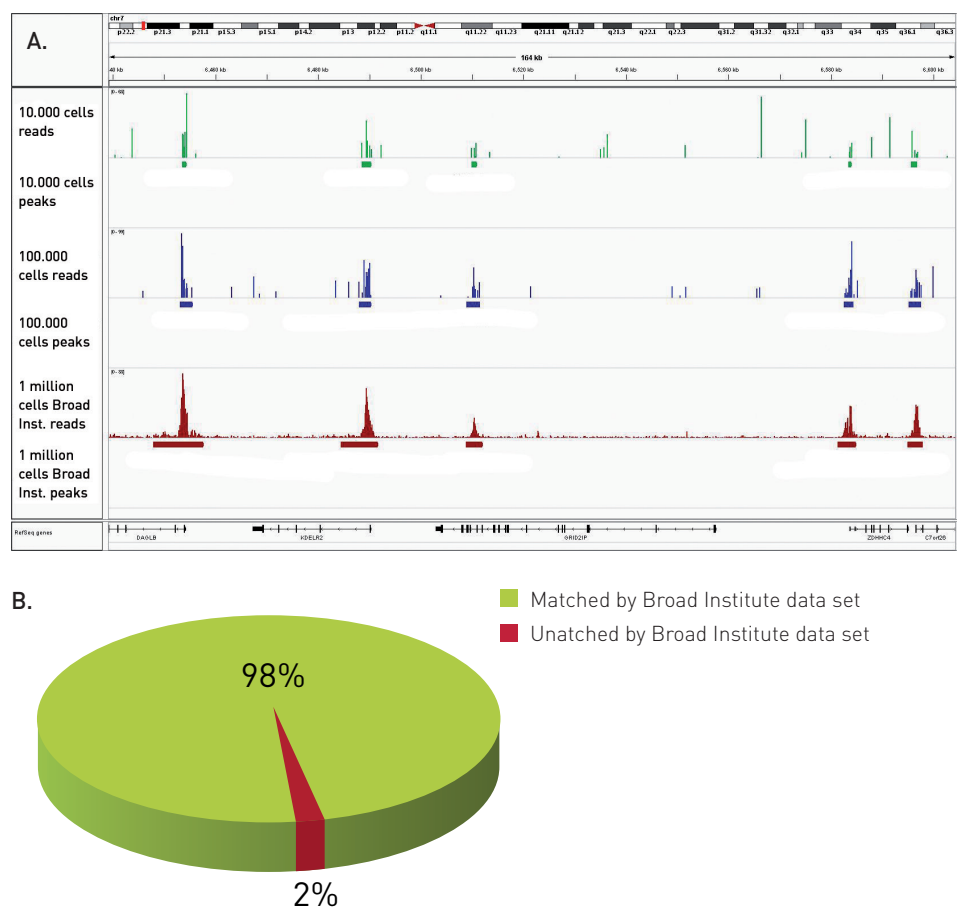 A.
chr7
p22.2 p21.3 p21.1 p15.3 p15.1 p14.2 p13 p12.2 p11.2 q11.1 q11.22 q11.23 q21.11 q21.12 q21.3 q22.1 q22.3 q31.2 q31.32 q32.1 q33 q34 q35 q36.1 q36.3
164 kb
40 kb 6,460 kb 6,480 kb 6,500 kb 6,520 kb 6,540 kb 6,560 kb 6,580 kb 6,600 kb
10.000 cells
reads
10.000 cells
peaks
100.000
cells reads
100.000
cells peaks
1 million
cells Broad
Inst. reads
1 million
cells Broad
Inst. peaks
RefSeq genes
DAGLB KDELR2 GRID2IP ZDHHC4 C7orf26
B.
Matched by Broad Institute data set
Unatched by Broad Institute data set
98%
2%